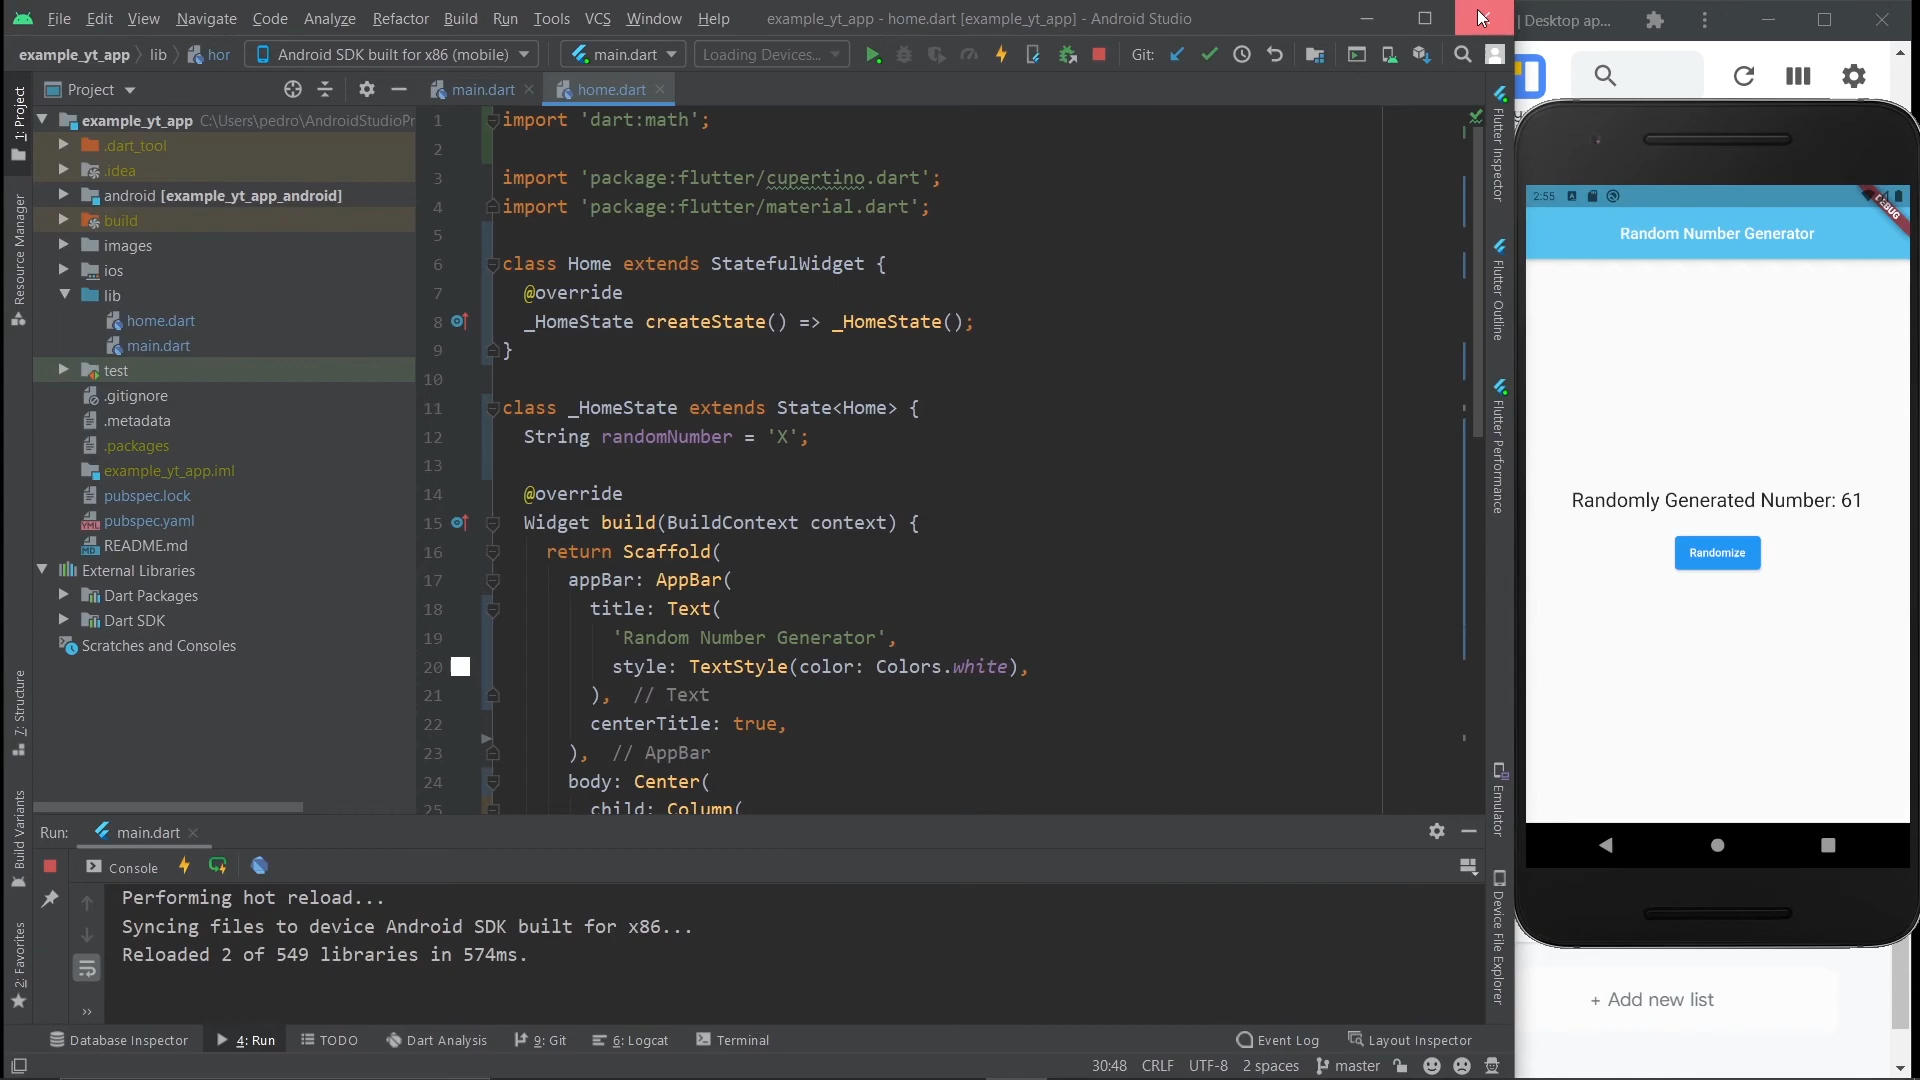 File Edit View Navigate Code Analyze Refactor Build Run Tools VCS Window Help example_yt_app - home.dart [example_yt_app] - Android Studio
| Desktop ap...
example_yt_app lib hor Android SDK built for x86 (mobile) main.dart Loading Devices... Git:
Project
main.dart
home.dart
example_yt_app C:\Users\pedro\AndroidStudioPr
.dart_tool
.idea
android [example_yt_app_android]
build
images
ios
lib
home.dart
main.dart
test
.gitignore
.metadata
.packages
example_yt_app.iml
pubspec.lock
pubspec.yaml
README.md
External Libraries
Dart Packages
Dart SDK
Scratches and Consoles
1: Project
Resource Manager
7: Structure
Build Variants
2: Favorites
1 import 'dart:math';
2
3 import 'package:flutter/cupertino.dart';
4 import 'package:flutter/material.dart';
5
6 class Home extends StatefulWidget {
7 @override
8 _HomeState createState() => _HomeState();
9 }
10
11 class _HomeState extends State<Home> {
12 String randomNumber = 'X';
13
14 @override
15 Widget build(BuildContext context) {
16 return Scaffold(
17 appBar: AppBar(
18 title: Text(
19 'Random Number Generator',
20 style: TextStyle(color: Colors.white),
21 ), // Text
22 centerTitle: true,
23 ), // AppBar
24 body: Center(
25 child: Column(
Flutter Inspector
Flutter Outline
Flutter Performance
Emulator
Device File Explorer
2:55
DEBUG
Random Number Generator
Randomly Generated Number: 61
Randomize
+ Add new list
Run: main.dart
Console
Performing hot reload...
Syncing files to device Android SDK built for x86...
Reloaded 2 of 549 libraries in 574ms.
Database Inspector 4: Run TODO Dart Analysis 9: Git 6: Logcat Terminal Event Log Layout Inspector
30:48 CRLF UTF-8 2 spaces master